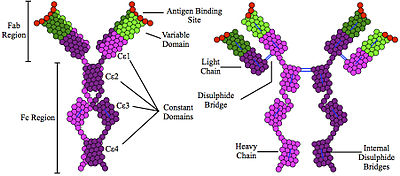 Fab
Region
Antigen Binding
Site
Variable
Domain
Cε1
Cε2
Cε3
Cε4
Fc Region
Constant
Domains
Light
Chain
Disulphide
Bridge
Heavy
Chain
Internal
Disulphide
Bridges